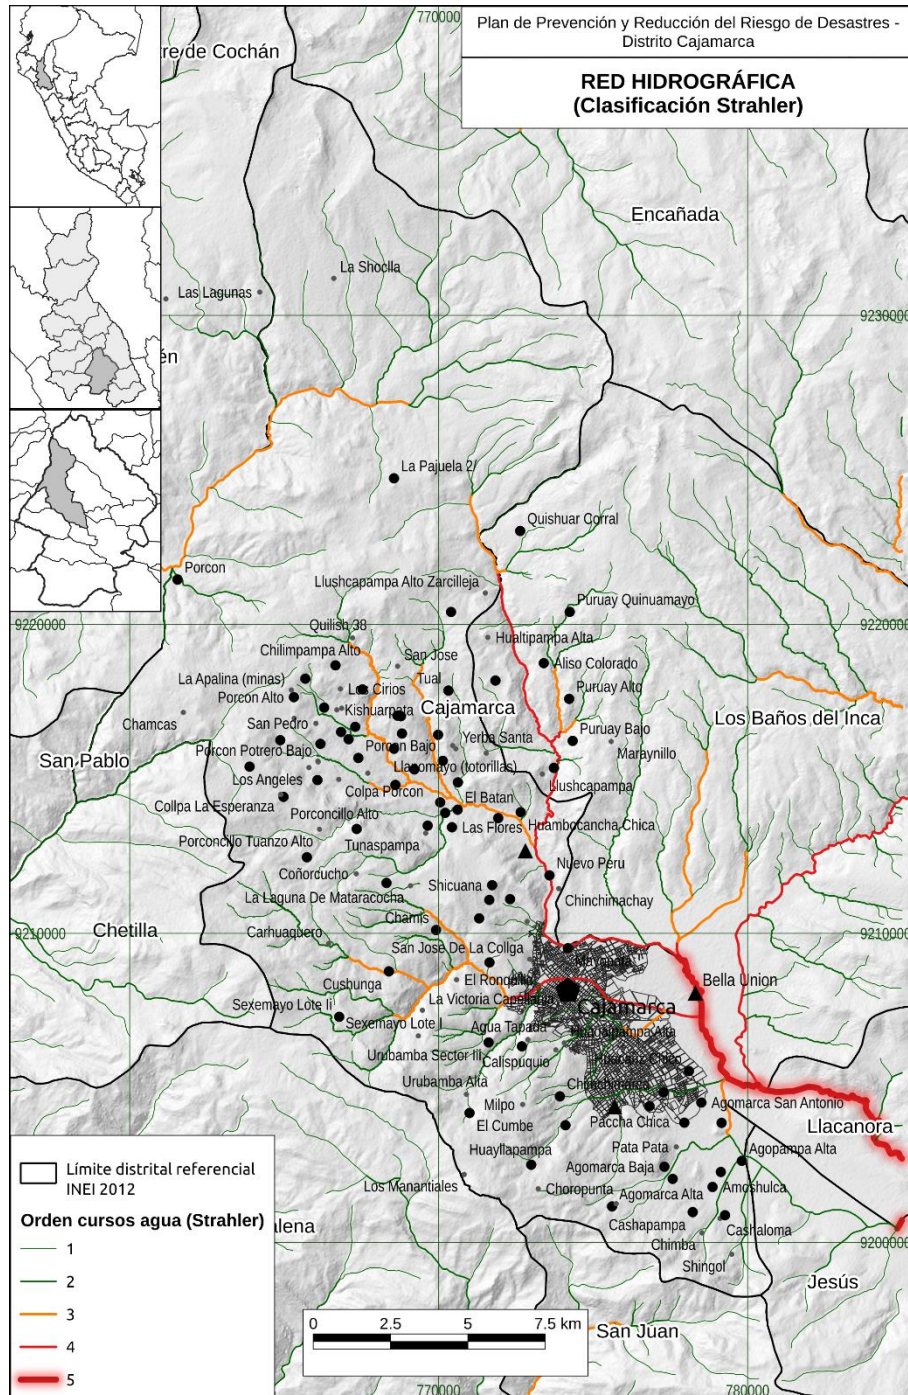 Plan de Prevención y Reducción del Riesgo de Desastres -
Distrito Cajamarca
RED HIDROGRÁFICA
(Clasificación Strahler)
770000
re de Cochán
Encañada
La Shoclla
Las Lagunas
9230000
én
La Pajuela 2
Quishuar Corral
Porcon
Llushcapampa Alto Zarcilleja
Puruay Quinuamayo
9220000
9220000
Quilish 38
Hualtipampa Alta
Chilimpampa Alto
San Jose
Aliso Colorado
La Apalina (minas)
Tual
Los Cirios
Puruay Alto
Porcon Alto
Kishuarpata
Cajamarca
Chamcas
San Pedro
Los Baños del Inca
Yerba Santa
Puruay Bajo
Maraynillo
San Pablo
Porcon Potrero Bajo
Porcon Bajo
Llanomayo (totorillas)
Los Angeles
Colpa Porcon
Llushcapampa
Collpa La Esperanza
El Batan
Porconcillo Alto
Las Flores
Huambocancha Chica
Porconcillo Tuanzo Alto
Tunaspampa
Nuevo Peru
Coñorcucho
Shicuana
Chinchimachay
La Laguna De Mataracocha
Chamis
Chetilla
9210000
9210000
Carhuaquero
San Jose De La Collga
Mayopata
Cushunga
El Ronquillo
Bella Union
La Victoria Capellania
Cajamarca
Sexemayo Lote Ii
Sexemayo Lote I
Agua Tapada
Huacataz Chico
Urubamba Sector III
Calispuquio
Urubamba Alta
Chinchimarca
Milpo
Agomarca San Antonio
El Cumbe
Paccha Chica
Llacanora
Huayllapampa
Pata Pata
Agopampa Alta
Agomarca Baja
Los Manantiales
Choropunta
Agomarca Alta
Amoshulca
Cashapampa
Cashaloma
Chimba
9200000
Shingol
lena
Jesús
San Juan
Límite distrital referencial
INEI 2012
Orden cursos agua (Strahler)
1
2
3
4
5
0 2.5 5 7.5 km
770000
780000